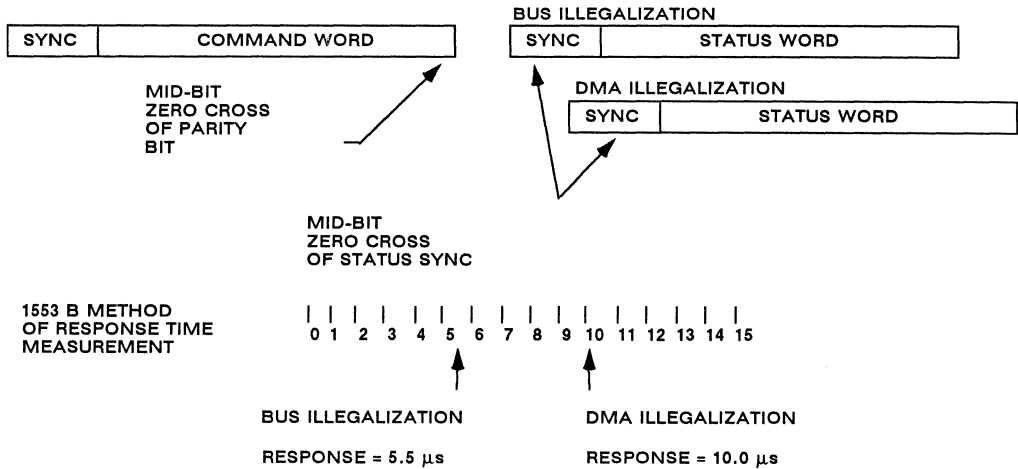 BUS ILLEGALIZATION
SYNC COMMAND WORD SYNC STATUS WORD
DMA ILLEGALIZATION
SYNC STATUS WORD
MID-BIT
ZERO CROSS
OF PARITY
BIT
MID-BIT
ZERO CROSS
OF STATUS SYNC
1553 B METHOD
OF RESPONSE TIME
MEASUREMENT
0 1 2 3 4 5 6 7 8 9 10 11 12 13 14 15
BUS ILLEGALIZATION
RESPONSE = 5.5 µs
DMA ILLEGALIZATION
RESPONSE = 10.0 µs